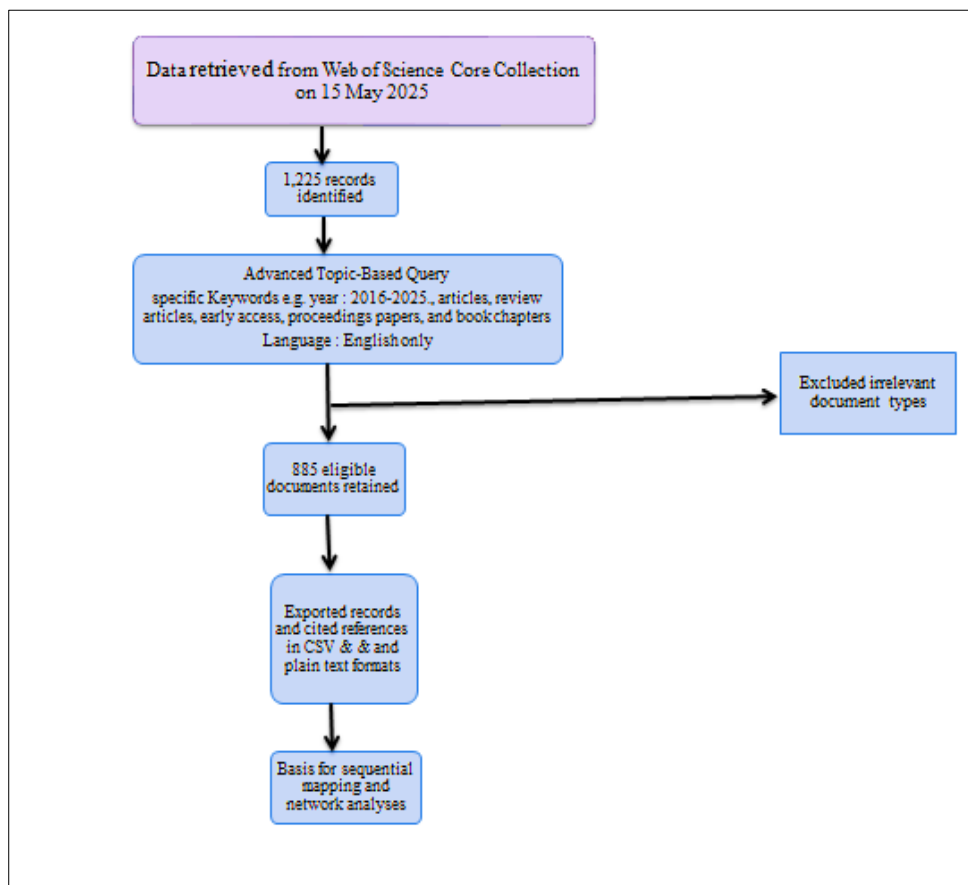 Data retrieved from Web of Science Core Collection
on 15 May 2025
1,225 records
identified
Advanced Topic-Based Query
specific Keywords e.g. year : 2016-2025., articles, review
articles, early access, proceedings papers, and book chapters
Language : English only
Excluded irrelevant
document types
885 eligible
documents retained
Exported records
and cited references
in CSV & & and
plain text formats
Basis for sequential
mapping and
network analyses